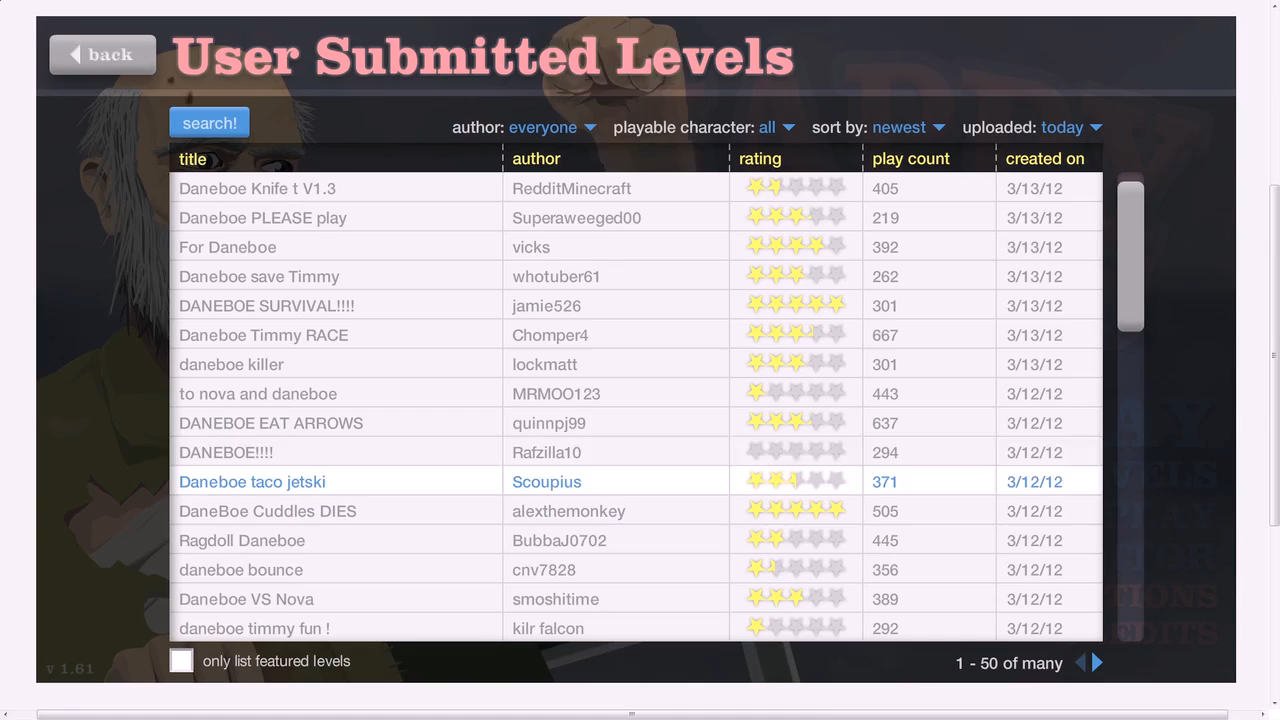 back
User Submitted Levels
search!
author: everyone playable character: all sort by: newest uploaded: today
title author rating play count created on
Daneboe Knife t V1.3 RedditMinecraft 405 3/13/12
Daneboe PLEASE play Superaweeged00 219 3/13/12
For Daneboe vicks 392 3/13/12
Daneboe save Timmy whotuber61 262 3/13/12
DANEBOE SURVIVAL!!!! jamie526 301 3/13/12
Daneboe Timmy RACE Chomper4 667 3/13/12
daneboe killer lockmatt 301 3/13/12
to nova and daneboe MRMOO123 443 3/12/12
DANEBOE EAT ARROWS quinnpj99 637 3/12/12
DANEBOE!!!! Rafzilla10 294 3/12/12
Daneboe taco jetski Scoupius 371 3/12/12
DaneBoe Cuddles DIES alexthemonkey 505 3/12/12
Ragdoll Daneboe BubbaJ0702 445 3/12/12
daneboe bounce cnv7828 356 3/12/12
Daneboe VS Nova smoshitime 389 3/12/12
daneboe timmy fun ! kilr falcon 292 3/12/12
only list featured levels 1 - 50 of many
v 1.61